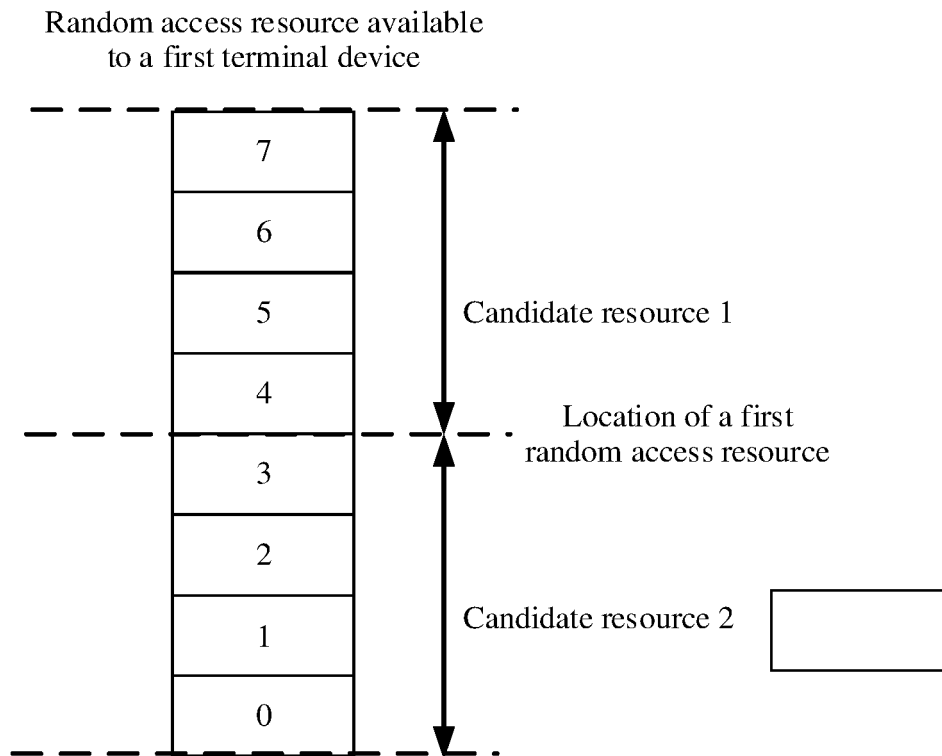 Random access resource available
to a first terminal device
7
6
5
Candidate resource 1
4
Location of a first
random access resource
3
2
Candidate resource 2
1
0